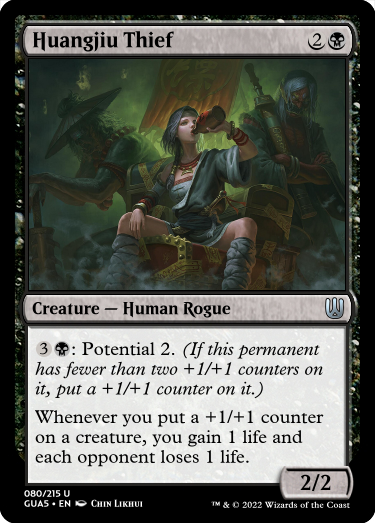 Huangjiu Thief 2
Creature — Human Rogue
3 : Potential 2. (If this permanent
has fewer than two +1/+1 counters on
it, put a +1/+1 counter on it.)
Whenever you put a +1/+1 counter
on a creature, you gain 1 life and
each opponent loses 1 life.
2/2
080/215 U
GUA5 • EN Chin Likhui
™ & © 2022 Wizards of the Coast